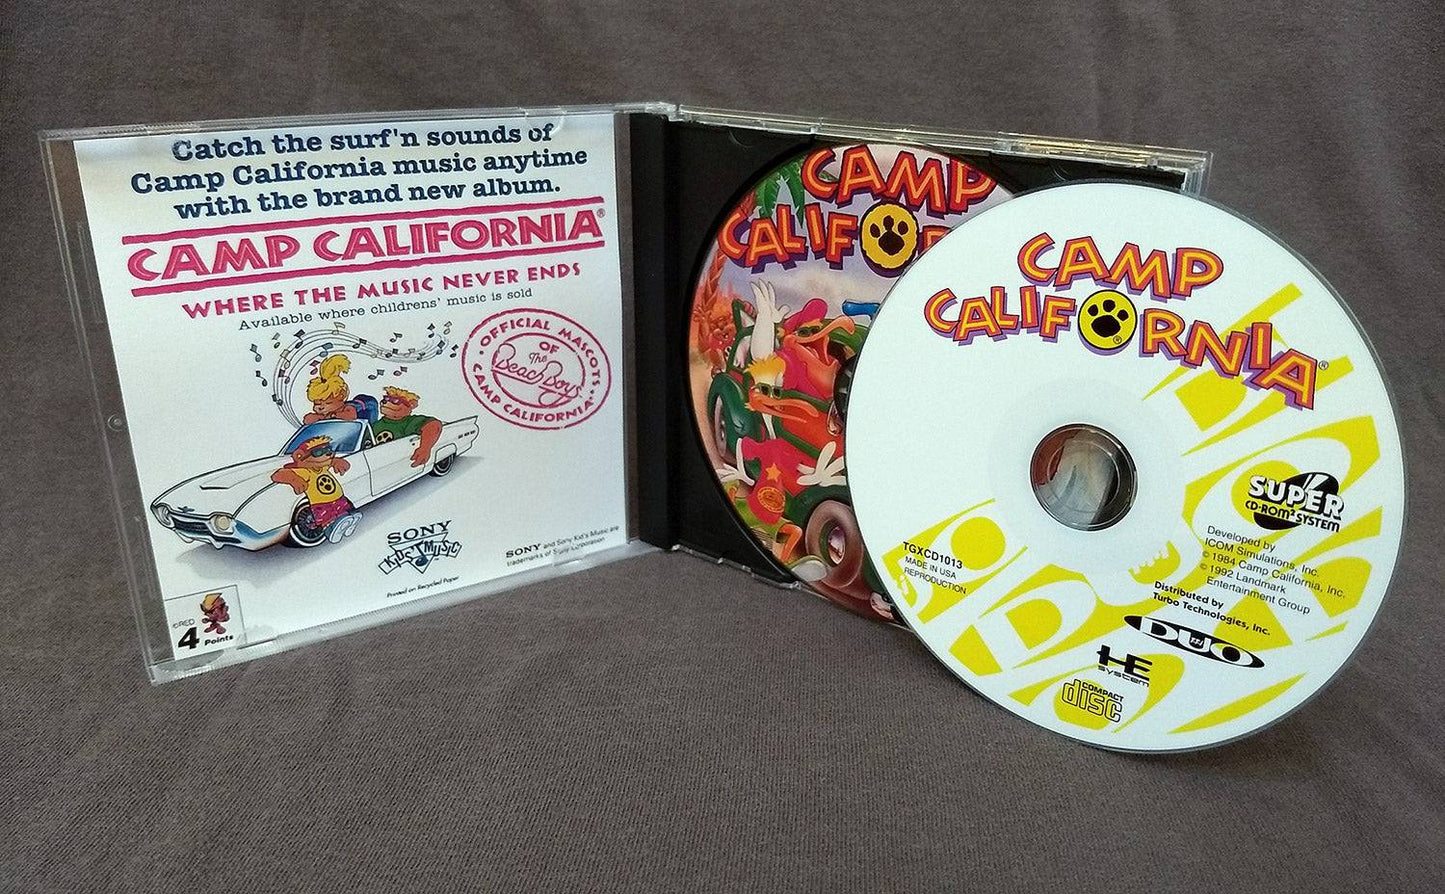 Catch the surf'n sounds of
Camp California music anytime
with the brand new album.
CAMP CALIFORNIA®
WHERE THE MUSIC NEVER ENDS
Available where childrens' music is sold
• OFFICIAL MASCOTS •
OF
The
Beach Boys
CAMP CALIFORNIA
SONY
KIDS' MUSIC
SONY and Sony Kid's Music are
trademarks of Sony Corporation
Printed on Recycled Paper
©RED
4 Points
CAMP
CALIFORNIA
CAMP
CALIFORNIA®
SUPER
CD-ROM² SYSTEM
TGXCD1013
MADE IN USA
REPRODUCTION
Developed by
ICOM Simulations, Inc.
© 1984 Camp California, Inc.
© 1992 Landmark
Entertainment Group
Distributed by
Turbo Technologies, Inc.
DUO
TTI
HE
system
COMPACT
disc